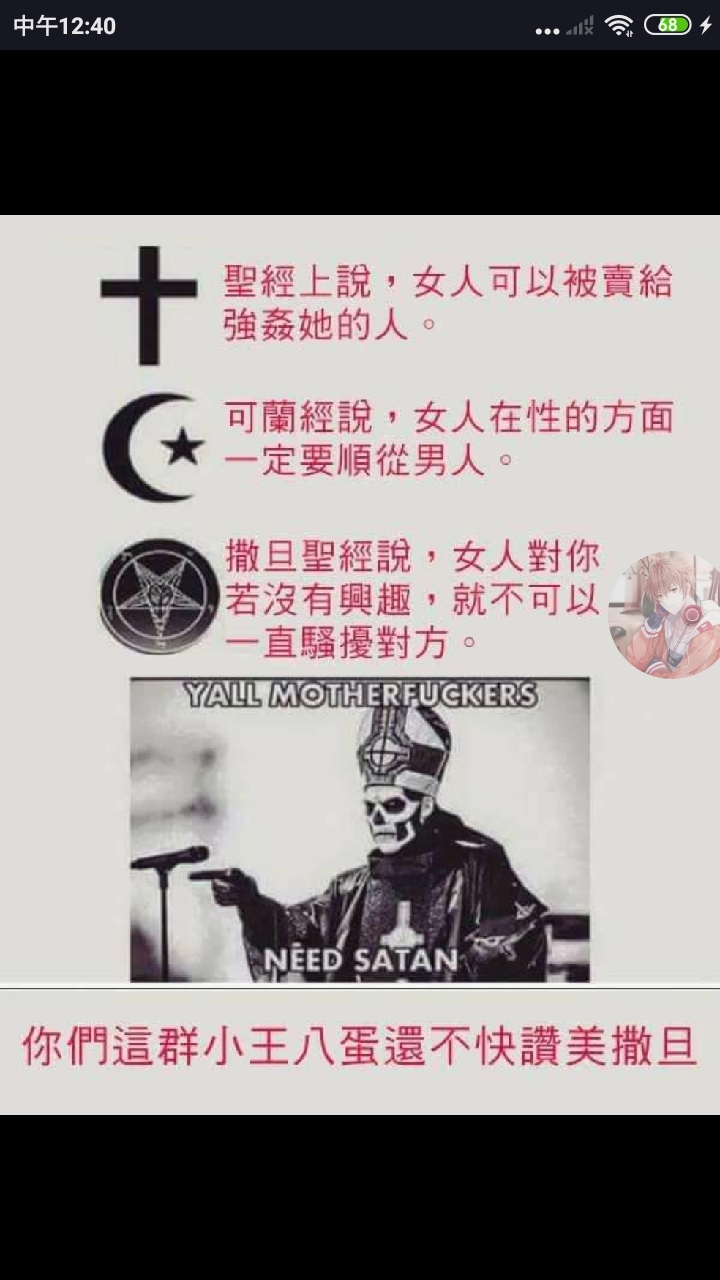 中午12:40
68
聖經上說，女人可以被賣給
強姦她的人。
可蘭經說，女人在性的方面
一定要順從男人。
撒旦聖經說，女人對你
若沒有興趣，就不可以
一直騷擾對方。
YALL MOTHERFUCKERS
NEED SATAN
你們這群小王八蛋還不快讚美撒旦